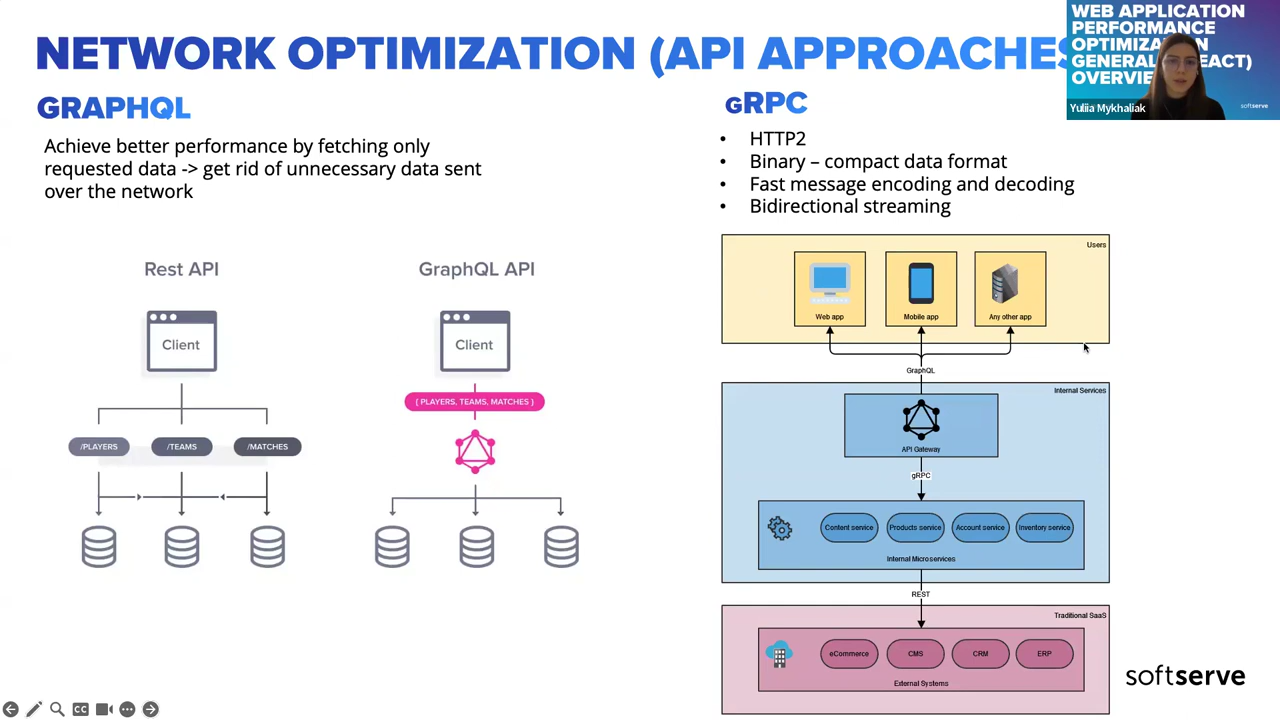 NETWORK OPTIMIZATION (API APPROACHES
GRAPHQL
Achieve better performance by fetching only
requested data -> get rid of unnecessary data sent
over the network
Rest API
Client
/PLAYERS
/TEAMS
/MATCHES
GraphQL API
Client
{ PLAYERS, TEAMS, MATCHES }
gRPC
• HTTP2
• Binary – compact data format
• Fast message encoding and decoding
• Bidirectional streaming
Users
Web app
Mobile app
Any other app
GraphQL
Internal Services
API Gateway
gRPC
Content service
Products service
Account service
Inventory service
Internal Microservices
REST
Traditional SaaS
eCommerce
CMS
CRM
ERP
External Systems
WEB APPLICATION
PERFORMANCE
Yuliia Mykhaliak
softserve
softserve
CC